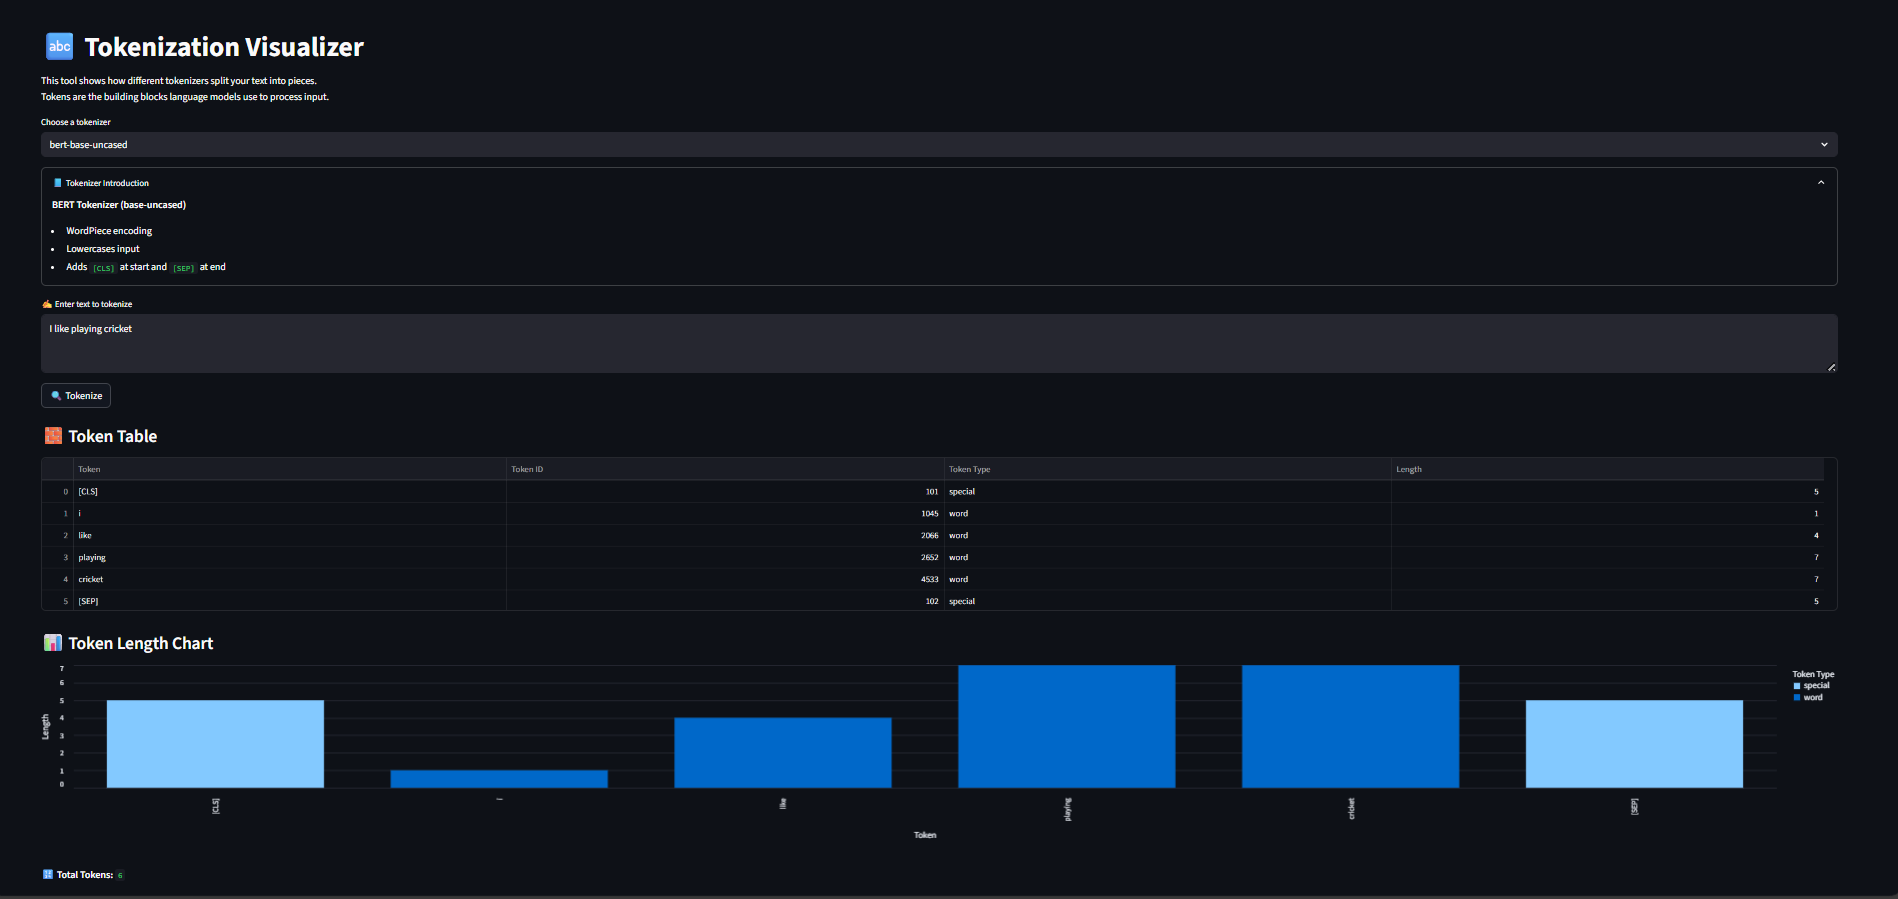 abc Tokenization Visualizer
This tool shows how different tokenizers split your text into pieces.
Tokens are the building blocks language models use to process input.
Choose a tokenizer
bert-base-uncased
Tokenizer Introduction
BERT Tokenizer (base-uncased)
• WordPiece encoding
• Lowercases input
• Adds [CLS] at start and [SEP] at end
Enter text to tokenize
I like playing cricket
Tokenize
Token Table
Token Token ID Token Type Length
0 [CLS] 101 special 5
1 i 1045 word 1
2 like 2066 word 4
3 playing 2652 word 7
4 cricket 4533 word 7
5 [SEP] 102 special 5
Token Length Chart
7
6
5
4
3
2
1
0
Length
[CLS] i like playing cricket [SEP]
Token
Token Type
special
word
Total Tokens: 6